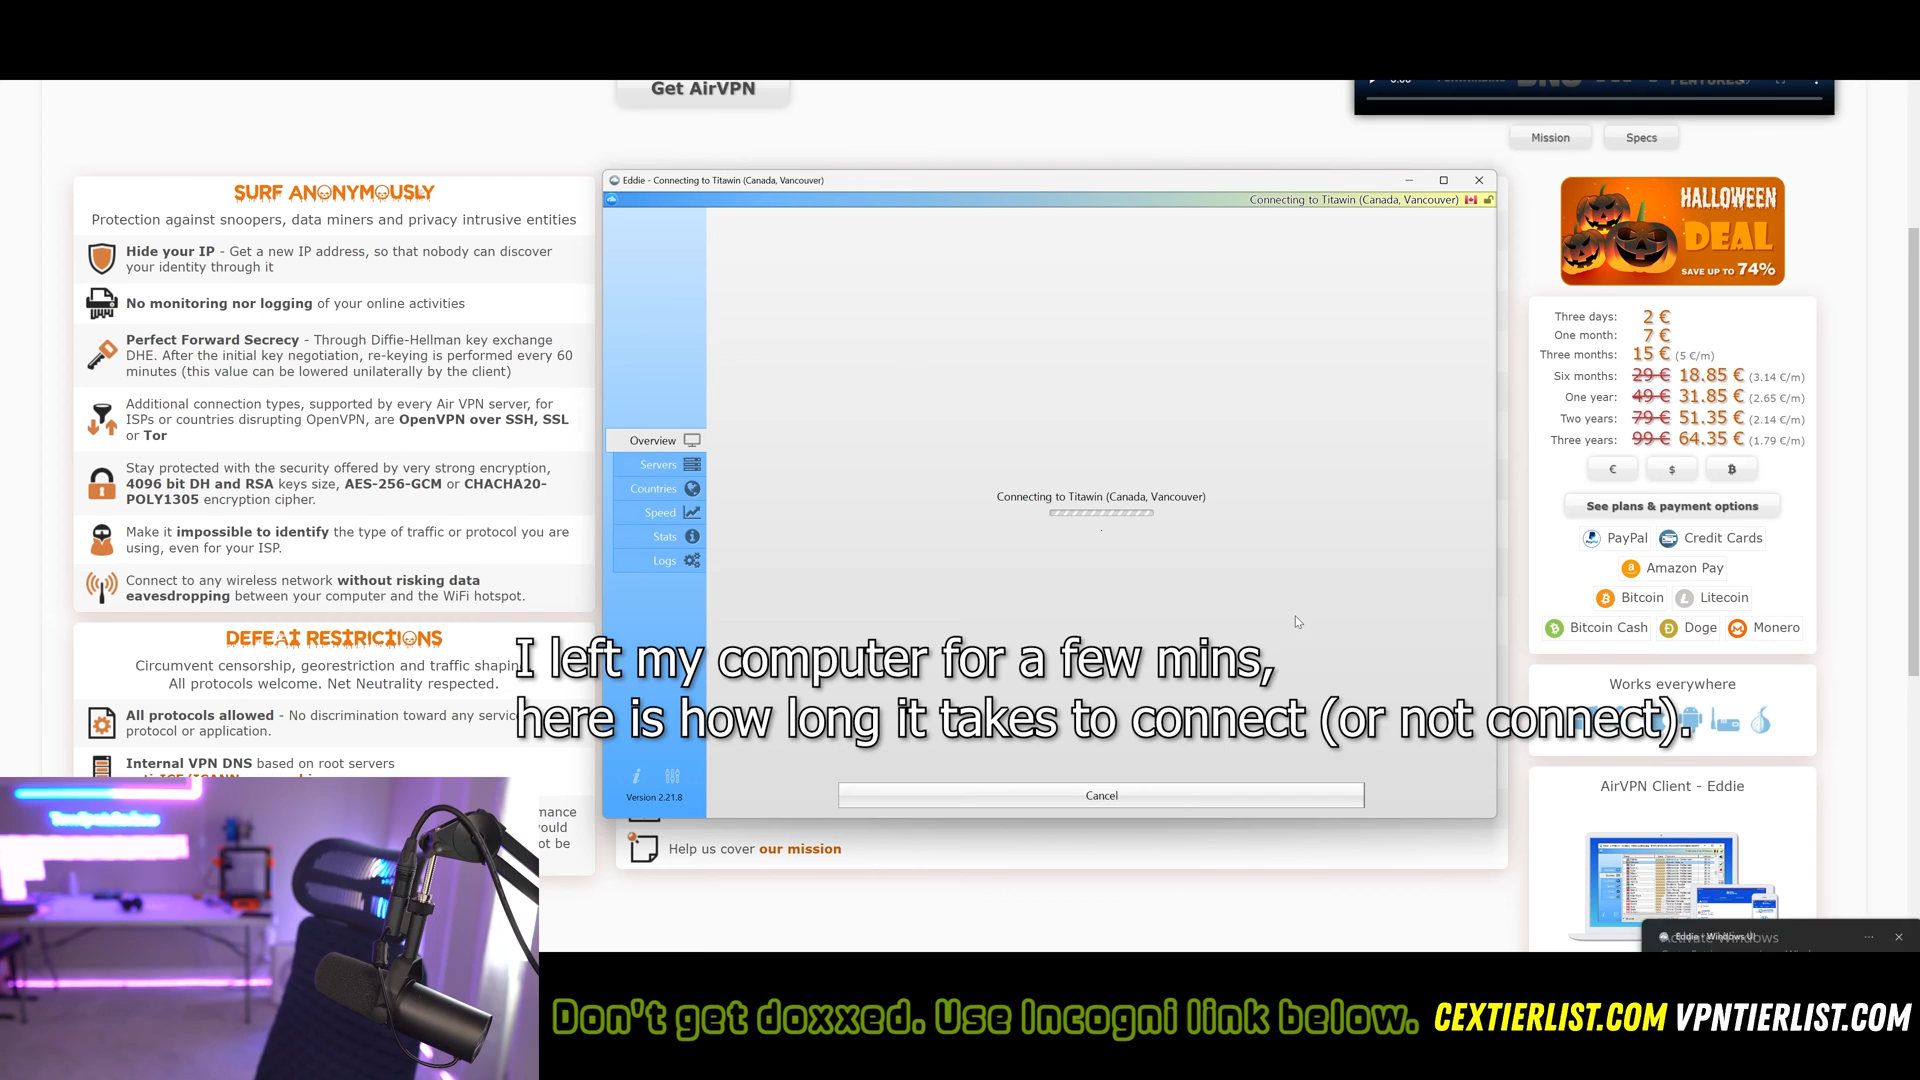 Get AirVPN
Mission
Specs
SURF ANONYMOUSLY
Protection against snoopers, data miners and privacy intrusive entities
Hide your IP - Get a new IP address, so that nobody can discover
your identity through it
No monitoring nor logging of your online activities
Perfect Forward Secrecy - Through Diffie-Hellman key exchange
DHE. After the initial key negotiation, re-keying is performed every 60
minutes (this value can be lowered unilaterally by the client)
Additional connection types, supported by every Air VPN server, for
ISPs or countries disrupting OpenVPN, are OpenVPN over SSH, SSL
or Tor
Stay protected with the security offered by very strong encryption,
4096 bit DH and RSA keys size, AES-256-GCM or CHACHA20-
POLY1305 encryption cipher.
Make it impossible to identify the type of traffic or protocol you are
using, even for your ISP.
Connect to any wireless network without risking data
eavesdropping between your computer and the WiFi hotspot.
DEFEAT RESTRICTIONS
Circumvent censorship, georestriction and traffic shapin
All protocols welcome. Net Neutrality respected.
All protocols allowed - No discrimination toward any servic
protocol or application.
Internal VPN DNS based on root servers
Eddie - Connecting to Titawin (Canada, Vancouver)
Connecting to Titawin (Canada, Vancouver)
Overview
Servers
Countries
Speed
Stats
Logs
Version 2.21.8
Connecting to Titawin (Canada, Vancouver)
Cancel
I left my computer for a few mins,
here is how long it takes to connect (or not connect).
Help us cover our mission
HALLOWEEN
DEAL
SAVE UP TO 74%
Three days: 2 €
One month: 7 €
Three months: 15 € (5 €/m)
Six months: 29 € 18.85 € (3.14 €/m)
One year: 49 € 31.85 € (2.65 €/m)
Two years: 79 € 51.35 € (2.14 €/m)
Three years: 99 € 64.35 € (1.79 €/m)
€ $ ₿
See plans & payment options
PayPal Credit Cards
Amazon Pay
Bitcoin Litecoin
Bitcoin Cash Doge Monero
Works everywhere
AirVPN Client - Eddie
Eddie - Windows UI
Activate Windows
Don't get doxxed. Use Incogni link below.
CEXTIERLIST.COM VPNTIERLIST.COM